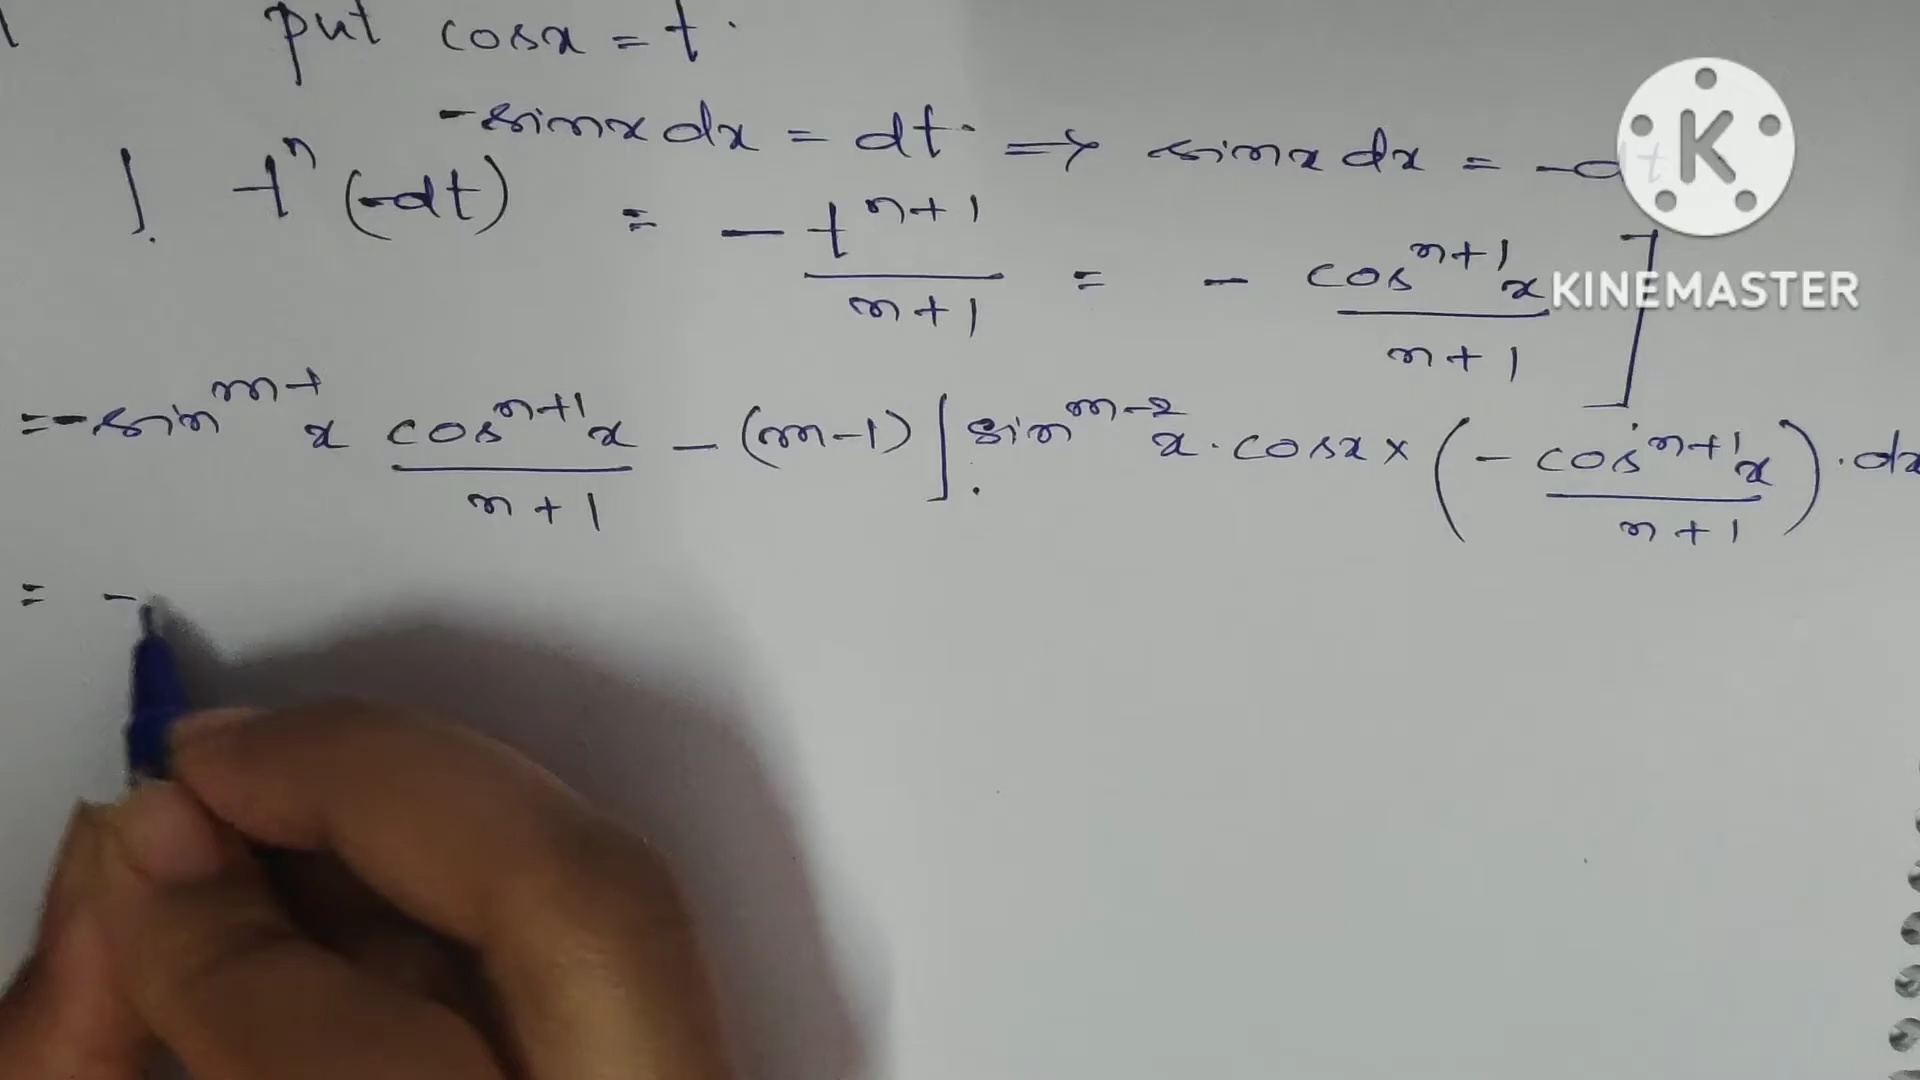 put cosx = t.
-sinx dx = dt. ⇒ sinx dx = -dt
∫ t^n (-dt) = - t^(n+1)/(n+1) = - cos^(n+1)x/(n+1) ]
= - sin^(m-1)x cos^(n+1)x/(n+1) - (m-1) ∫ sin^(m-2)x . cosx × ( - cos^(n+1)x/(n+1) ) . dx
= -
K
KINEMASTER